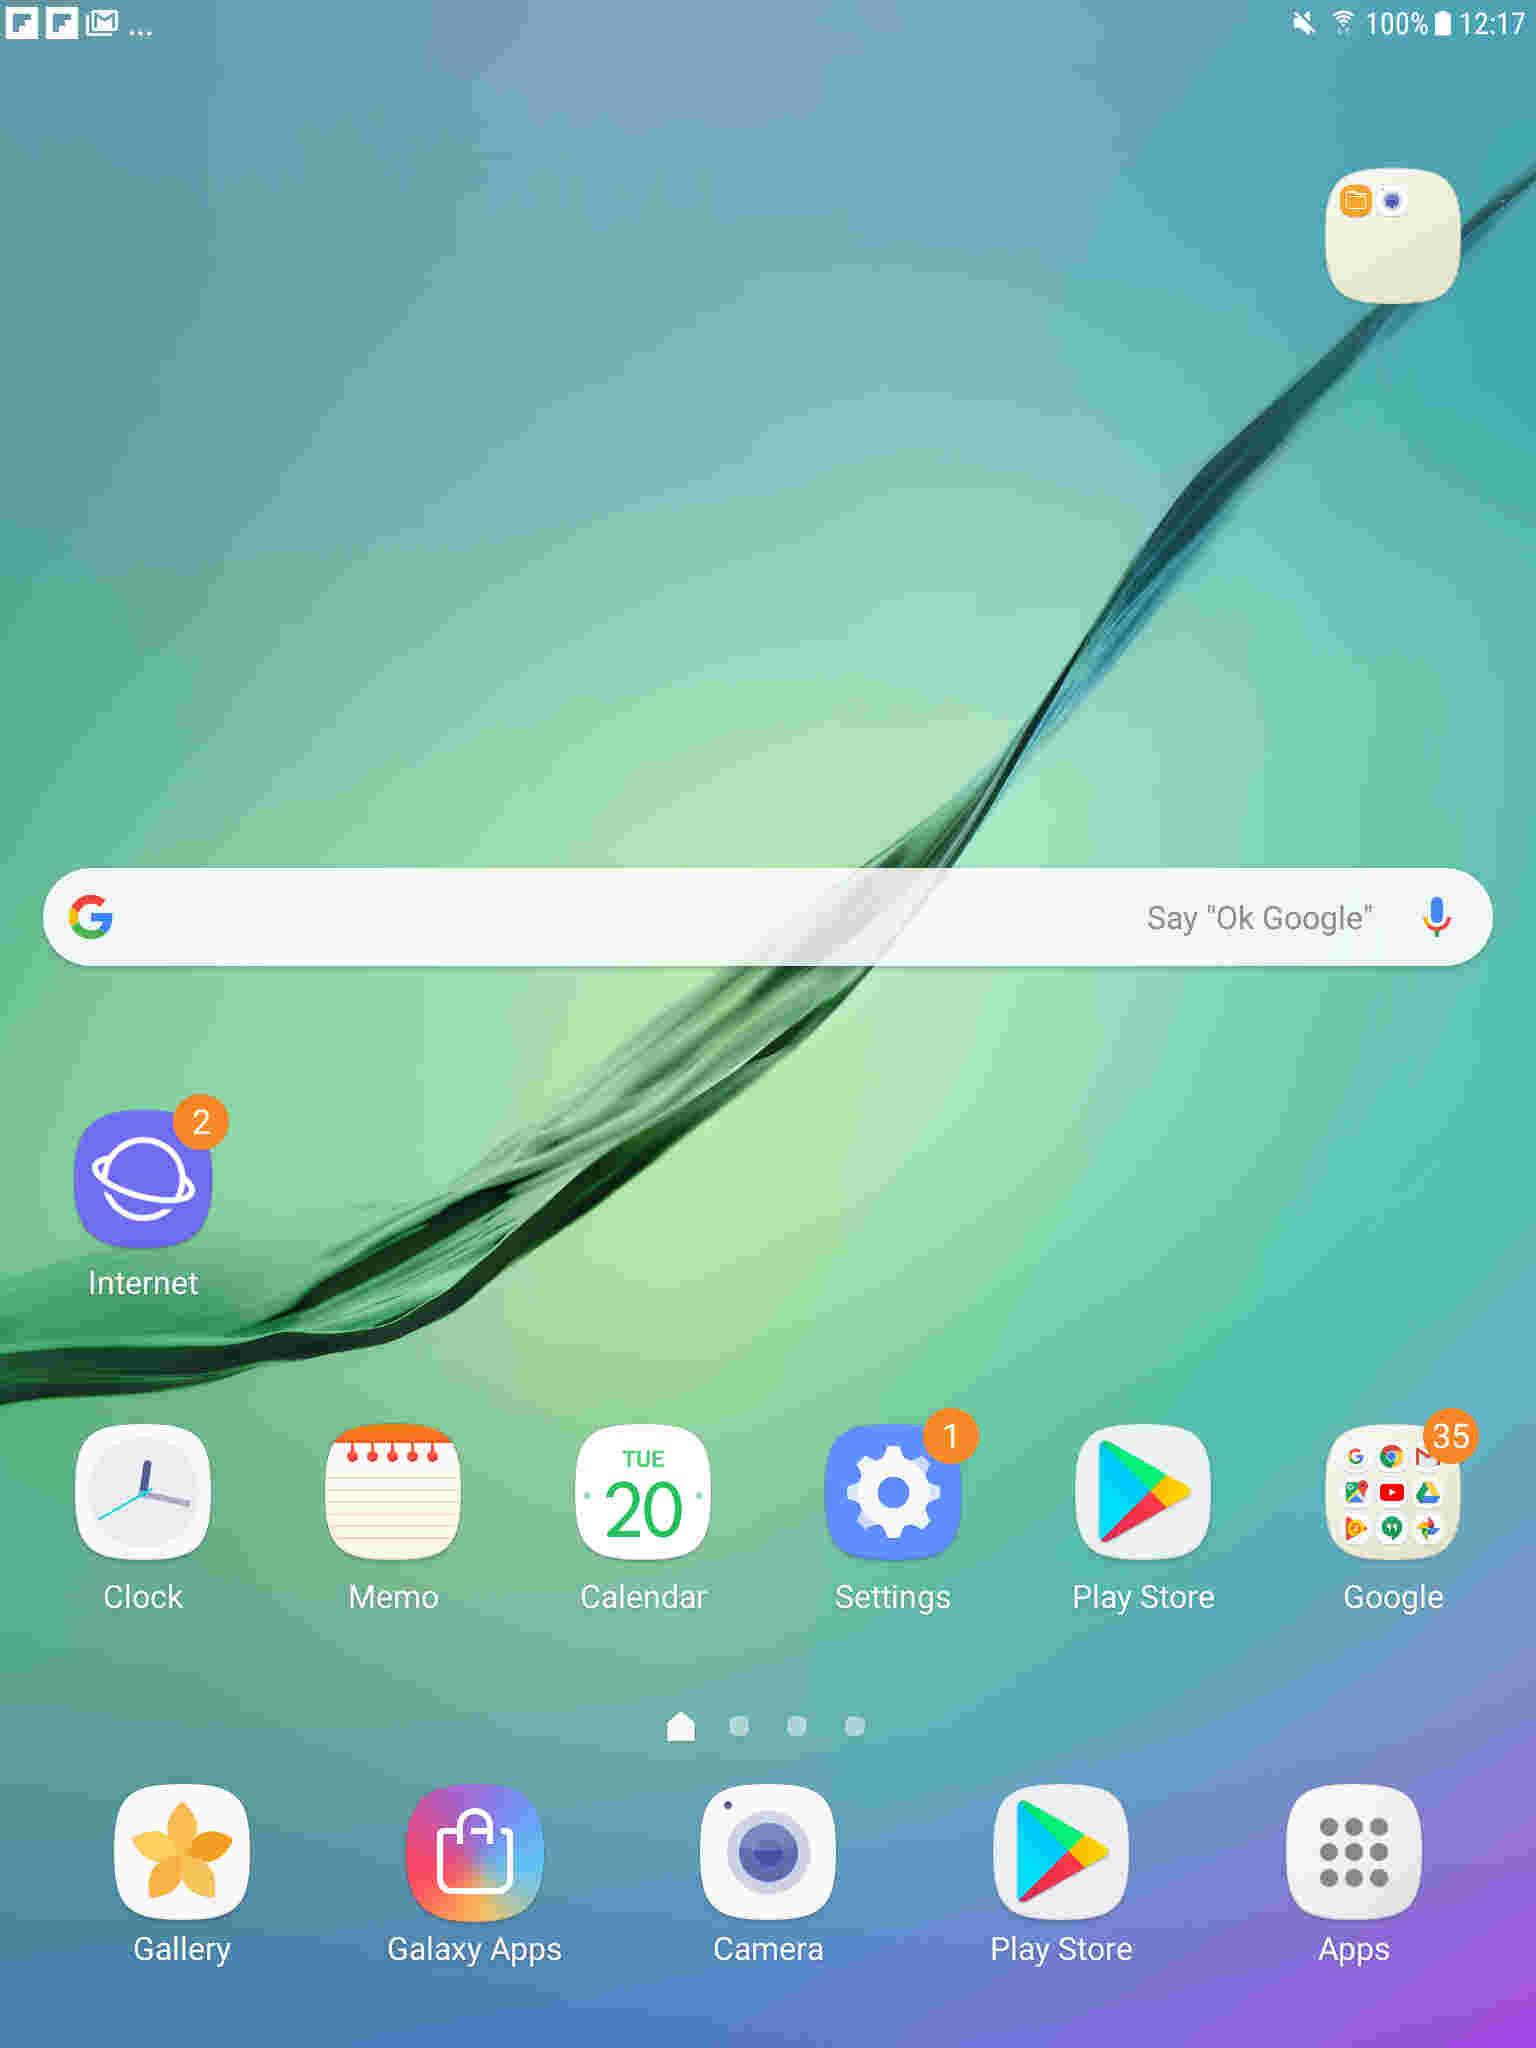 ... 100% 12:17
Say "Ok Google"
2
Internet
TUE
20
1
35
Clock Memo Calendar Settings Play Store Google
Gallery Galaxy Apps Camera Play Store Apps